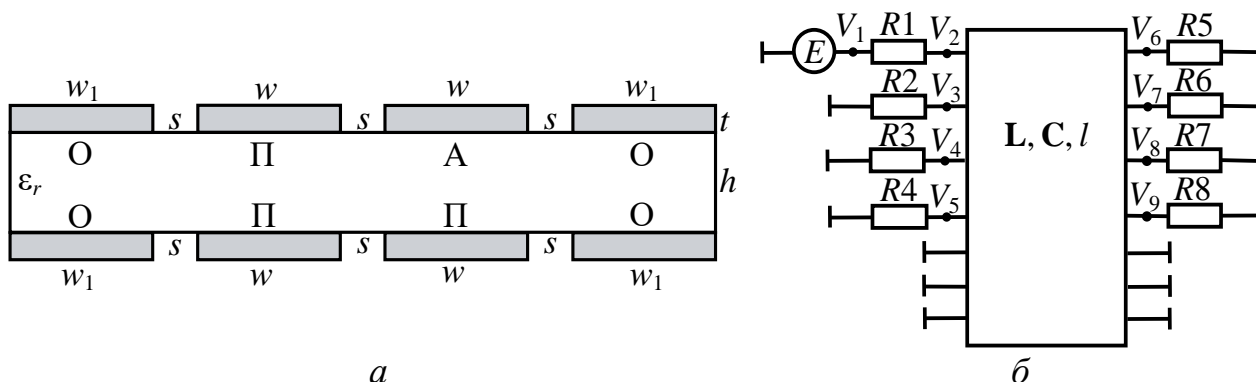 w₁ w w w₁
s s s t
О П А О
εᵣ h
О П П О
s s s
w₁ w w w₁
а
V₁ R1 V₂ V₆ R5
E
R2 V₃ V₇ R6
R3 V₄ L, C, l V₈ R7
R4 V₅ V₉ R8
б